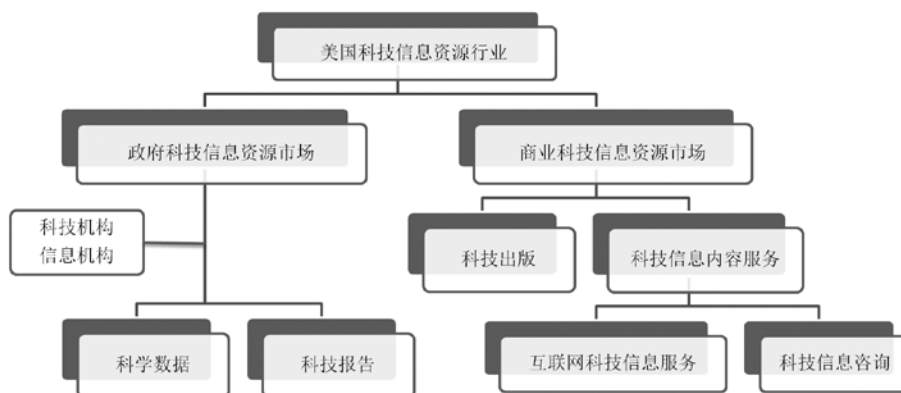 美国科技信息资源行业
政府科技信息资源市场
商业科技信息资源市场
科技机构
信息机构
科技出版
科技信息内容服务
科学数据
科技报告
互联网科技信息服务
科技信息咨询